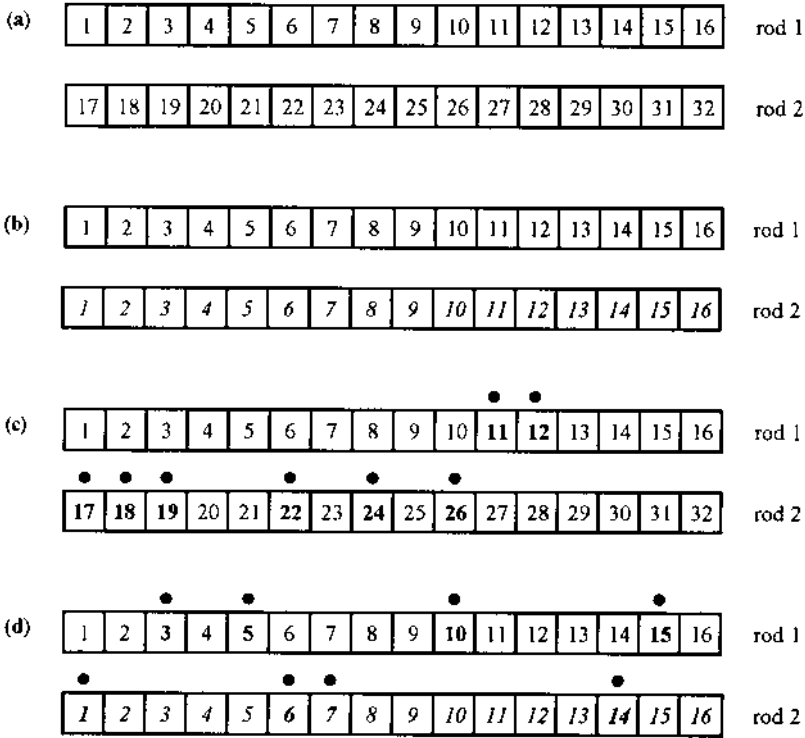 (a) 1 2 3 4 5 6 7 8 9 10 11 12 13 14 15 16 rod 1
17 18 19 20 21 22 23 24 25 26 27 28 29 30 31 32 rod 2
(b) 1 2 3 4 5 6 7 8 9 10 11 12 13 14 15 16 rod 1
1 2 3 4 5 6 7 8 9 10 11 12 13 14 15 16 rod 2
(c) 1 2 3 4 5 6 7 8 9 10 11 12 13 14 15 16 rod 1
17 18 19 20 21 22 23 24 25 26 27 28 29 30 31 32 rod 2
(d) 1 2 3 4 5 6 7 8 9 10 11 12 13 14 15 16 rod 1
1 2 3 4 5 6 7 8 9 10 11 12 13 14 15 16 rod 2